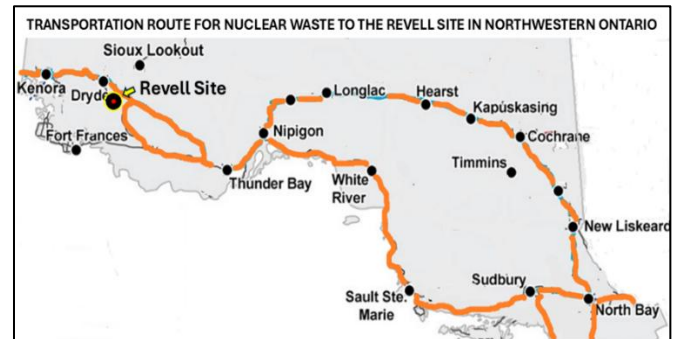 TRANSPORTATION ROUTE FOR NUCLEAR WASTE TO THE REVELL SITE IN NORTHWESTERN ONTARIO
Sioux Lookout
Kenora
Dryde
Revell Site
Fort Frances
Longlac
Hearst
Kapuskasing
Cochrane
Nipigon
Timmins
Thunder Bay
White
River
New Liskeard
Sudbury
Sault Ste.
Marie
North Bay